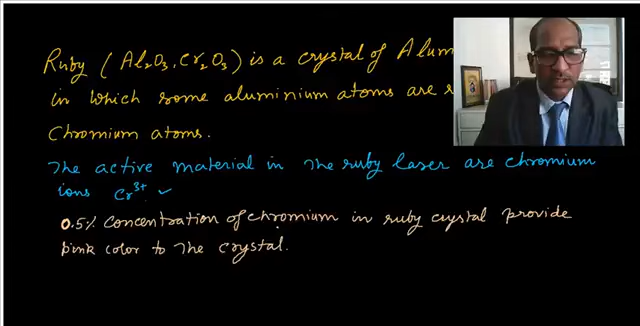 Ruby (Al2O3, Cr2O3) is a crystal of Alum
in which some aluminium atoms are
Chromium atoms.
The active material in the ruby laser are chromium
ions Cr3+ ✓
0.5% concentration of chromium in ruby crystal provide
pink color to the crystal.